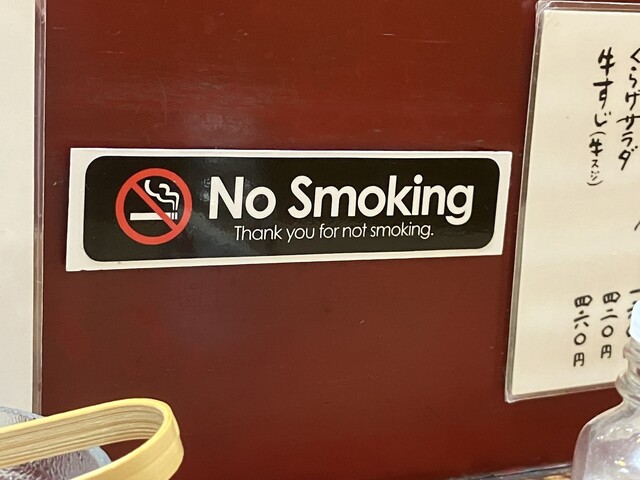 No Smoking
Thank you for not smoking.
くらげサラダ
四二〇円
牛すじ(牛スジ)
四六〇円